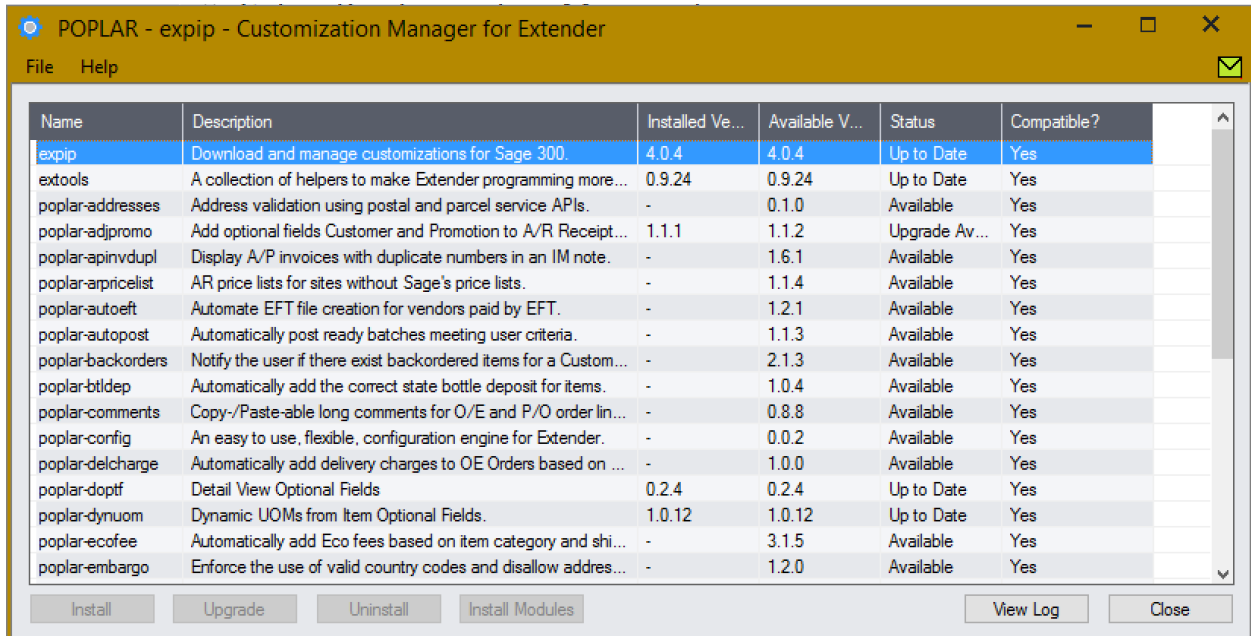 POPLAR - expip - Customization Manager for Extender
File Help
Name Description Installed Ve... Available V... Status Compatible?
expip Download and manage customizations for Sage 300. 4.0.4 4.0.4 Up to Date Yes
extools A collection of helpers to make Extender programming more... 0.9.24 0.9.24 Up to Date Yes
poplar-addresses Address validation using postal and parcel service APIs. - 0.1.0 Available Yes
poplar-adjpromo Add optional fields Customer and Promotion to A/R Receipt... 1.1.1 1.1.2 Upgrade Av... Yes
poplar-apinvdupl Display A/P invoices with duplicate numbers in an IM note. - 1.6.1 Available Yes
poplar-arpricelist AR price lists for sites without Sage's price lists. - 1.1.4 Available Yes
poplar-autoeft Automate EFT file creation for vendors paid by EFT. - 1.2.1 Available Yes
poplar-autopost Automatically post ready batches meeting user criteria. - 1.1.3 Available Yes
poplar-backorders Notify the user if there exist backordered items for a Custom... - 2.1.3 Available Yes
poplar-btldep Automatically add the correct state bottle deposit for items. - 1.0.4 Available Yes
poplar-comments Copy-/Paste-able long comments for O/E and P/O order lin... - 0.8.8 Available Yes
poplar-config An easy to use, flexible, configuration engine for Extender. - 0.0.2 Available Yes
poplar-delcharge Automatically add delivery charges to OE Orders based on ... - 1.0.0 Available Yes
poplar-doptf Detail View Optional Fields 0.2.4 0.2.4 Up to Date Yes
poplar-dynuom Dynamic UOMs from Item Optional Fields. 1.0.12 1.0.12 Up to Date Yes
poplar-ecofee Automatically add Eco fees based on item category and shi... - 3.1.5 Available Yes
poplar-embargo Enforce the use of valid country codes and disallow addres... - 1.2.0 Available Yes
Install Upgrade Uninstall Install Modules View Log Close